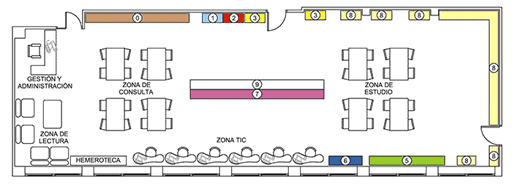 0
1
2
3
3
8
8
8
GESTIÓN Y
ADMINISTRACIÓN
ZONA DE
CONSULTA
9
7
ZONA DE
ESTUDIO
8
ZONA DE
LECTURA
ZONA TIC
HEMEROTECA
6
5
8
8